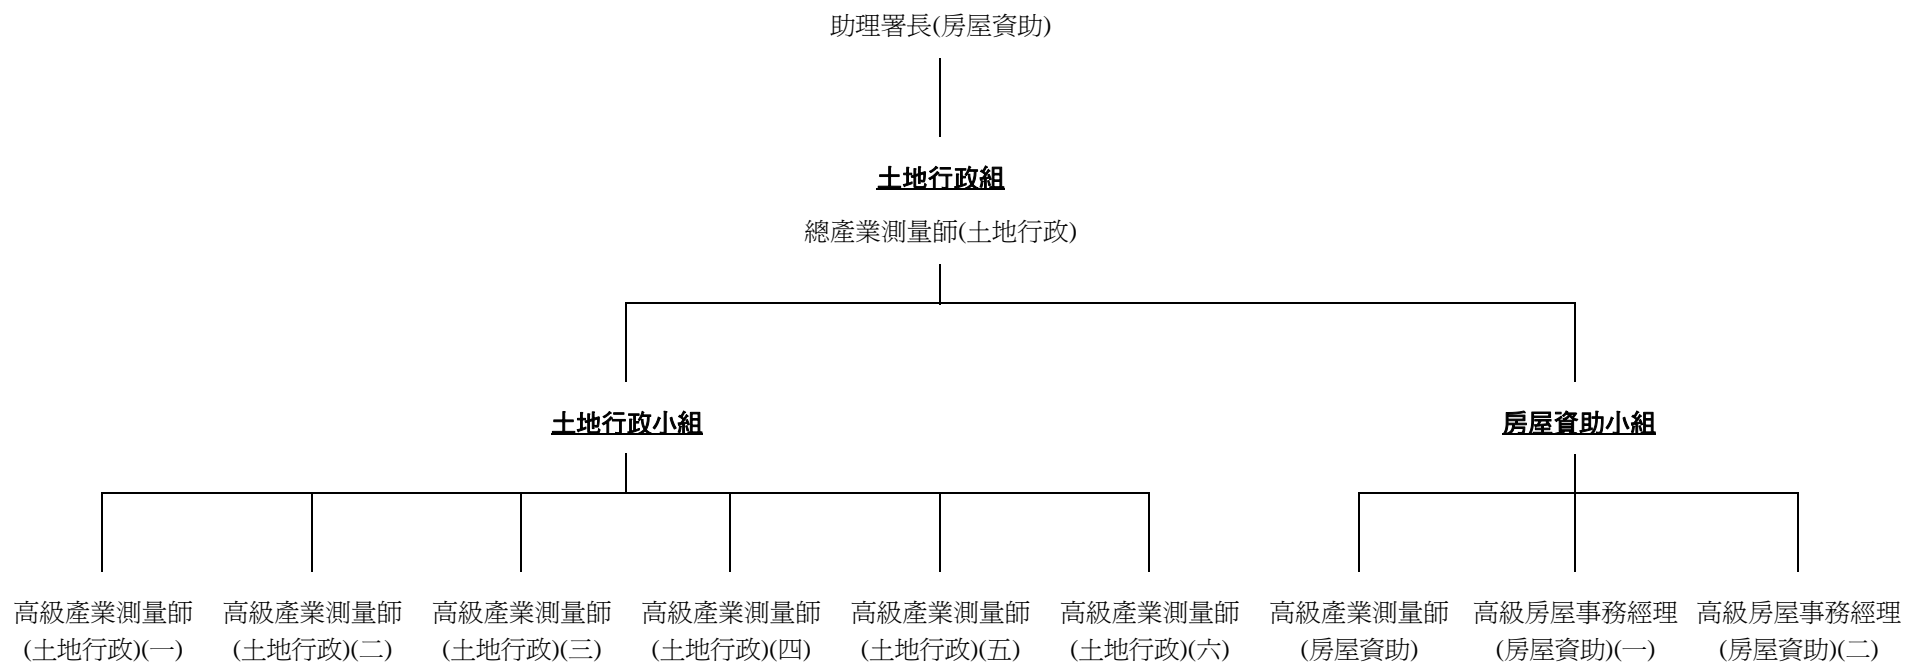 助理署長(房屋資助)
土地行政組
總產業測量師(土地行政)
土地行政小組
房屋資助小組
高級產業測量師
(土地行政)(一)
高級產業測量師
(土地行政)(二)
高級產業測量師
(土地行政)(三)
高級產業測量師
(土地行政)(四)
高級產業測量師
(土地行政)(五)
高級產業測量師
(土地行政)(六)
高級產業測量師
(房屋資助)
高級房屋事務經理
(房屋資助)(一)
高級房屋事務經理
(房屋資助)(二)